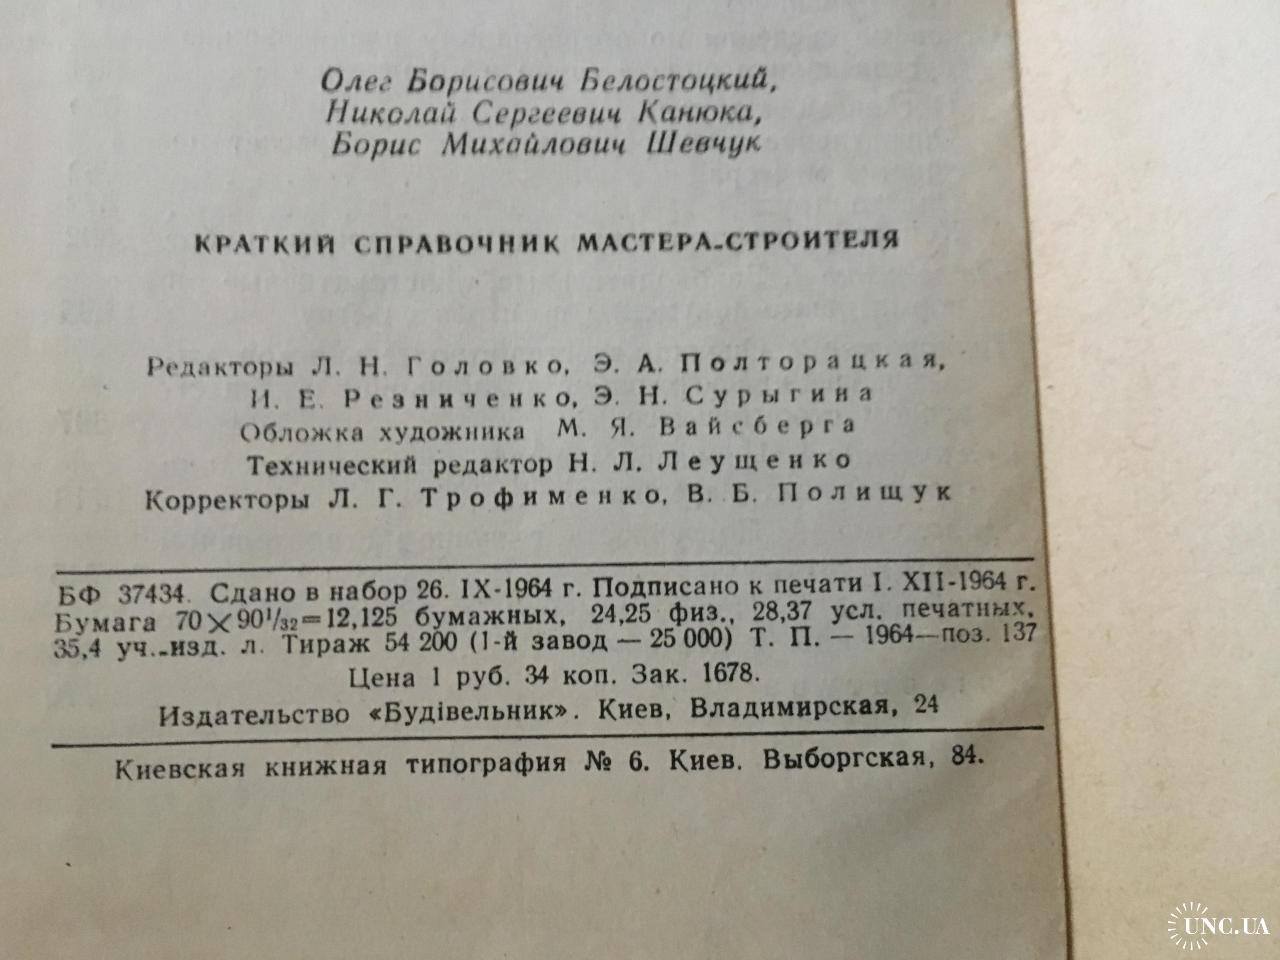 Олег Борисович Белостоцкий,
Николай Сергеевич Канюка,
Борис Михайлович Шевчук
КРАТКИЙ СПРАВОЧНИК МАСТЕРА-СТРОИТЕЛЯ
Редакторы Л. Н. Головко, Э. А. Полторацкая,
И. Е. Резниченко, Э. Н. Сурыгина
Обложка художника М. Я. Вайсберга
Технический редактор Н. Л. Леущенко
Корректоры Л. Г. Трофименко, В. Б. Полищук
БФ 37434. Сдано в набор 26. IX-1964 г. Подписано к печати I. XII-1964 г.
Бумага 70×90¹/₃₂=12,125 бумажных, 24,25 физ., 28,37 усл. печатных,
35,4 уч.-изд. л. Тираж 54 200 (1-й завод — 25 000) Т. П. — 1964—поз. 137
Цена 1 руб. 34 коп. Зак. 1678.
Издательство «Будівельник». Киев, Владимирская, 24
Киевская книжная типография № 6. Киев. Выборгская, 84.
UNC.UA